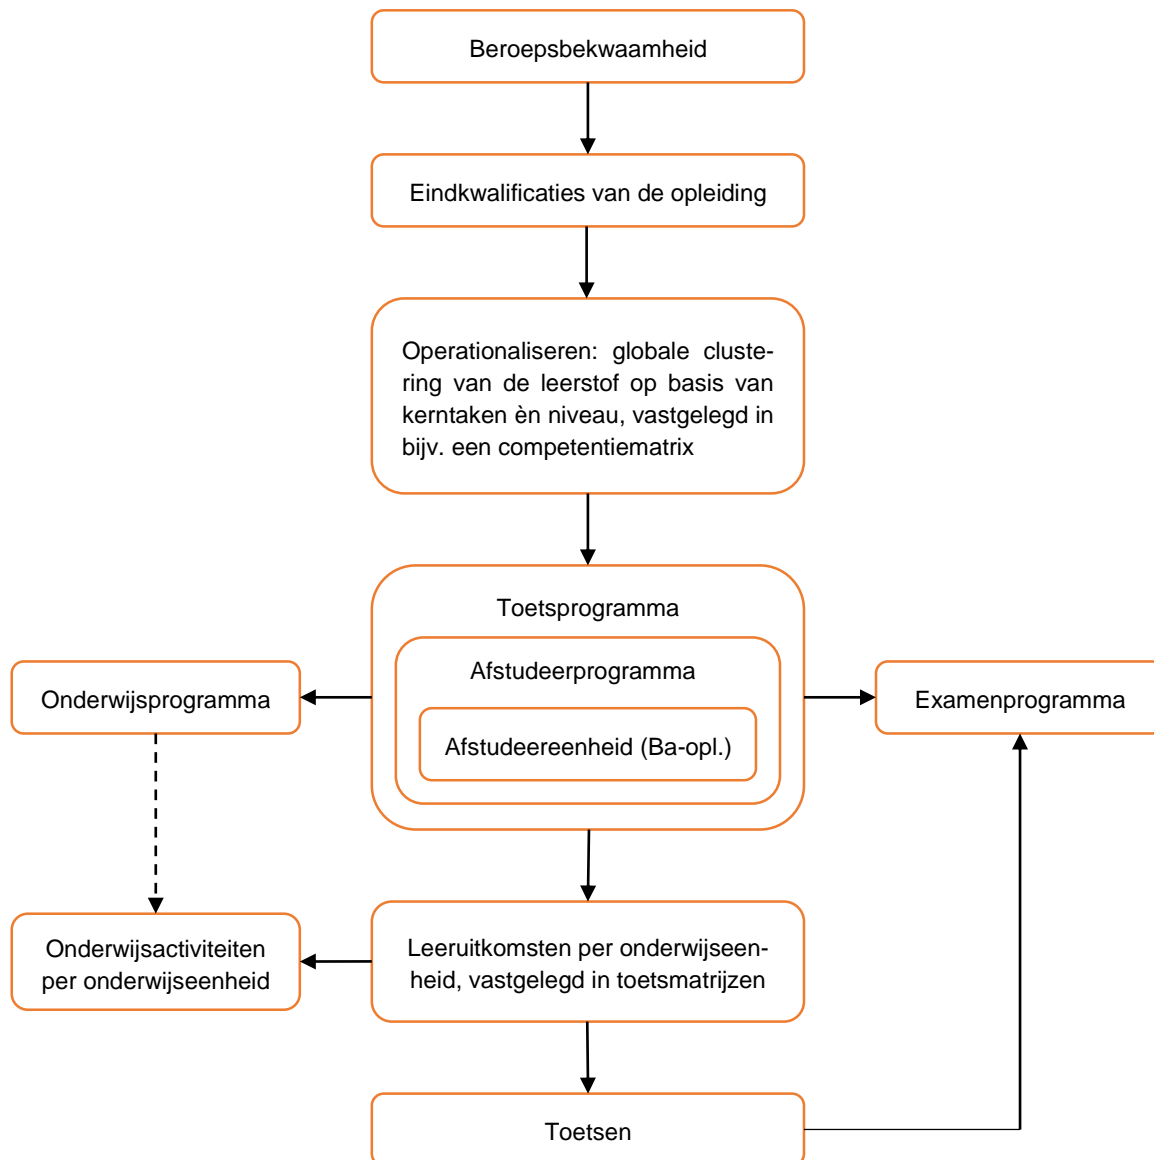 Beroepsbekwaamheid
Eindkwalificaties van de opleiding
Operationaliseren: globale cluste-
ring van de leerstof op basis van
kerntaken èn niveau, vastgelegd in
bijv. een competentiematrix
Toetsprogramma
Afstudeerprogramma
Onderwijsprogramma
Examenprogramma
Afstudeereenheid (Ba-opl.)
Onderwijsactiviteiten
per onderwijseenheid
Leeruitkomsten per onderwijseen-
heid, vastgelegd in toetsmatrijzen
Toetsen